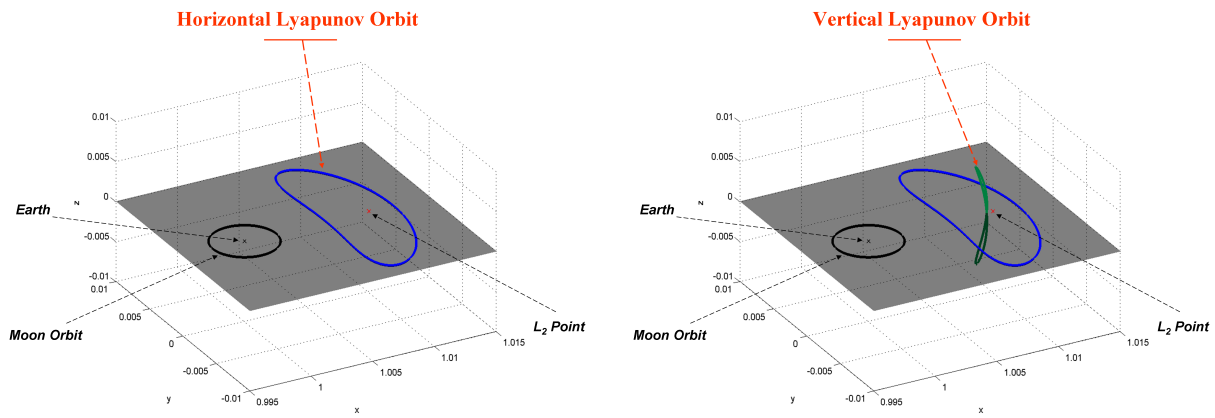 Horizontal Lyapunov Orbit
0.01
0.005
0
-0.005
-0.01
z
0.01
0.005
0
-0.005
-0.01
y
0.995
1
1.005
1.01
1.015
x
Earth
x
x
Moon Orbit
L2 Point
Vertical Lyapunov Orbit
0.01
0.005
0
-0.005
-0.01
z
0.01
0.005
0
-0.005
-0.01
y
0.995
1
1.005
1.01
1.015
x
Earth
x
x
Moon Orbit
L2 Point